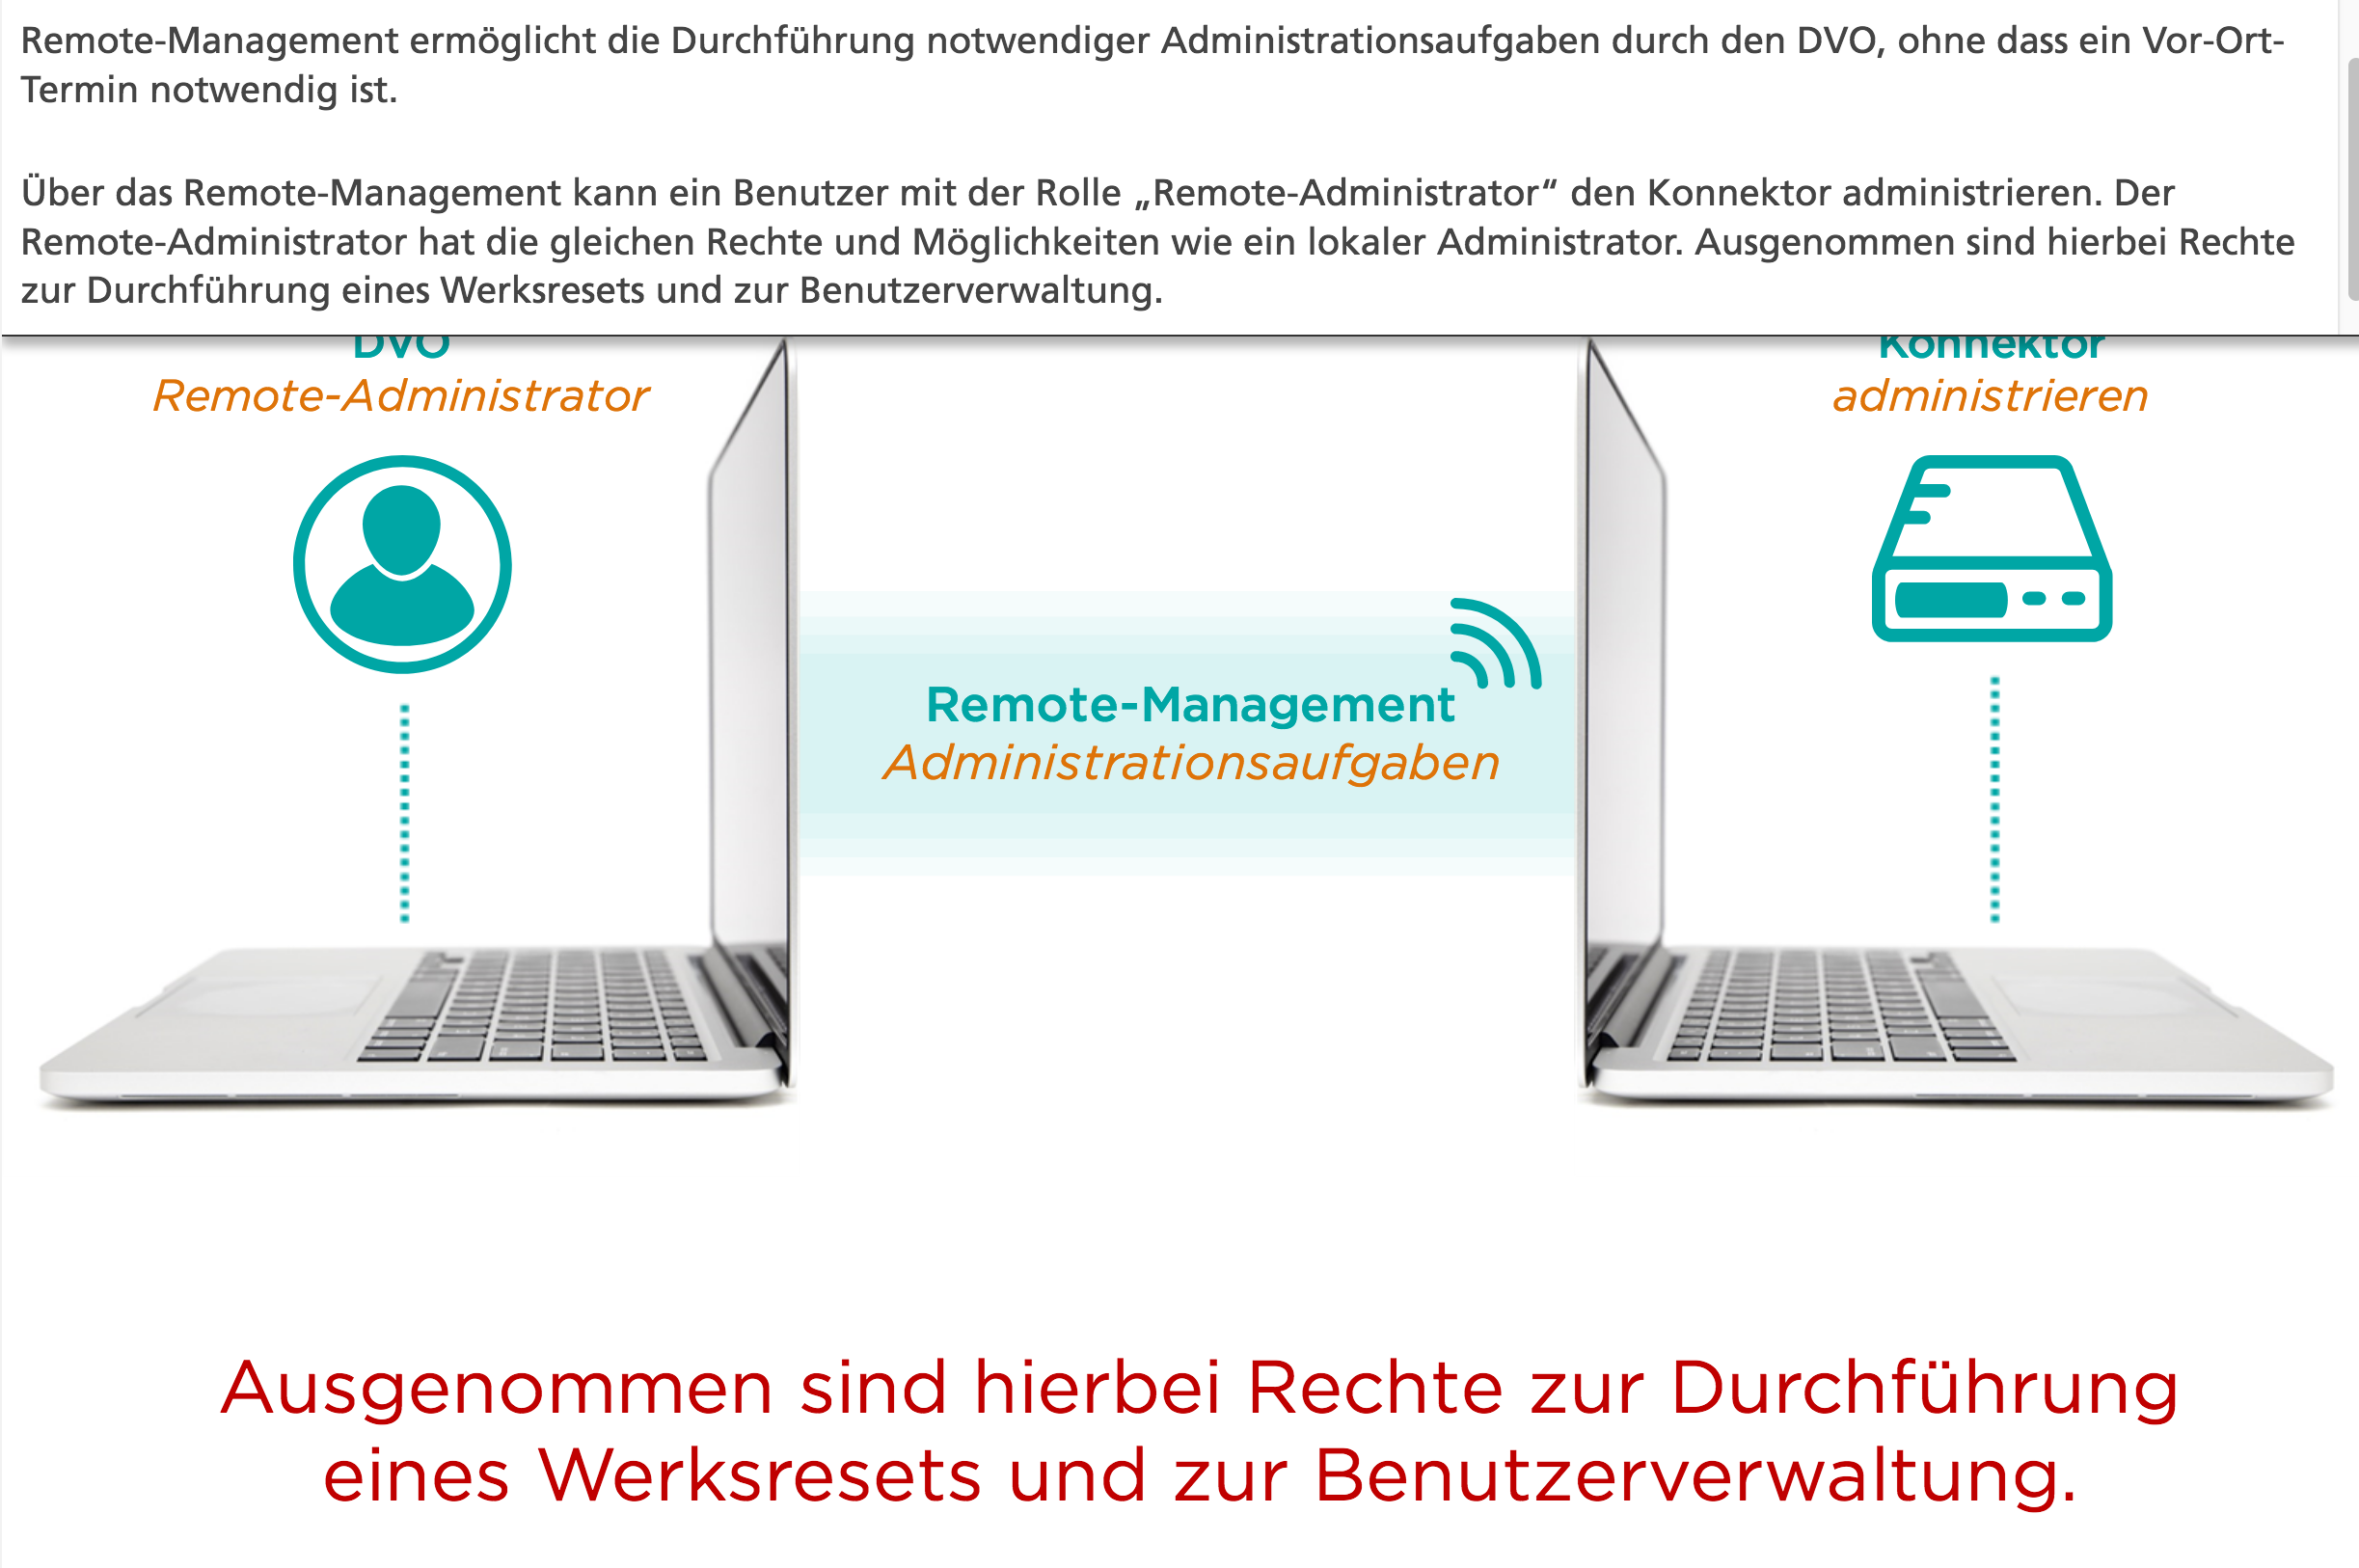 Remote-Management ermöglicht die Durchführung notwendiger Administrationsaufgaben durch den DVO, ohne dass ein Vor-Ort-
Termin notwendig ist.
Über das Remote-Management kann ein Benutzer mit der Rolle „Remote-Administrator“ den Konnektor administrieren. Der
Remote-Administrator hat die gleichen Rechte und Möglichkeiten wie ein lokaler Administrator. Ausgenommen sind hierbei Rechte
zur Durchführung eines Werksresets und zur Benutzerverwaltung.
DVO
Remote-Administrator
Konnektor
administrieren
Remote-Management
Administrationsaufgaben
Ausgenommen sind hierbei Rechte zur Durchführung
eines Werksresets und zur Benutzerverwaltung.